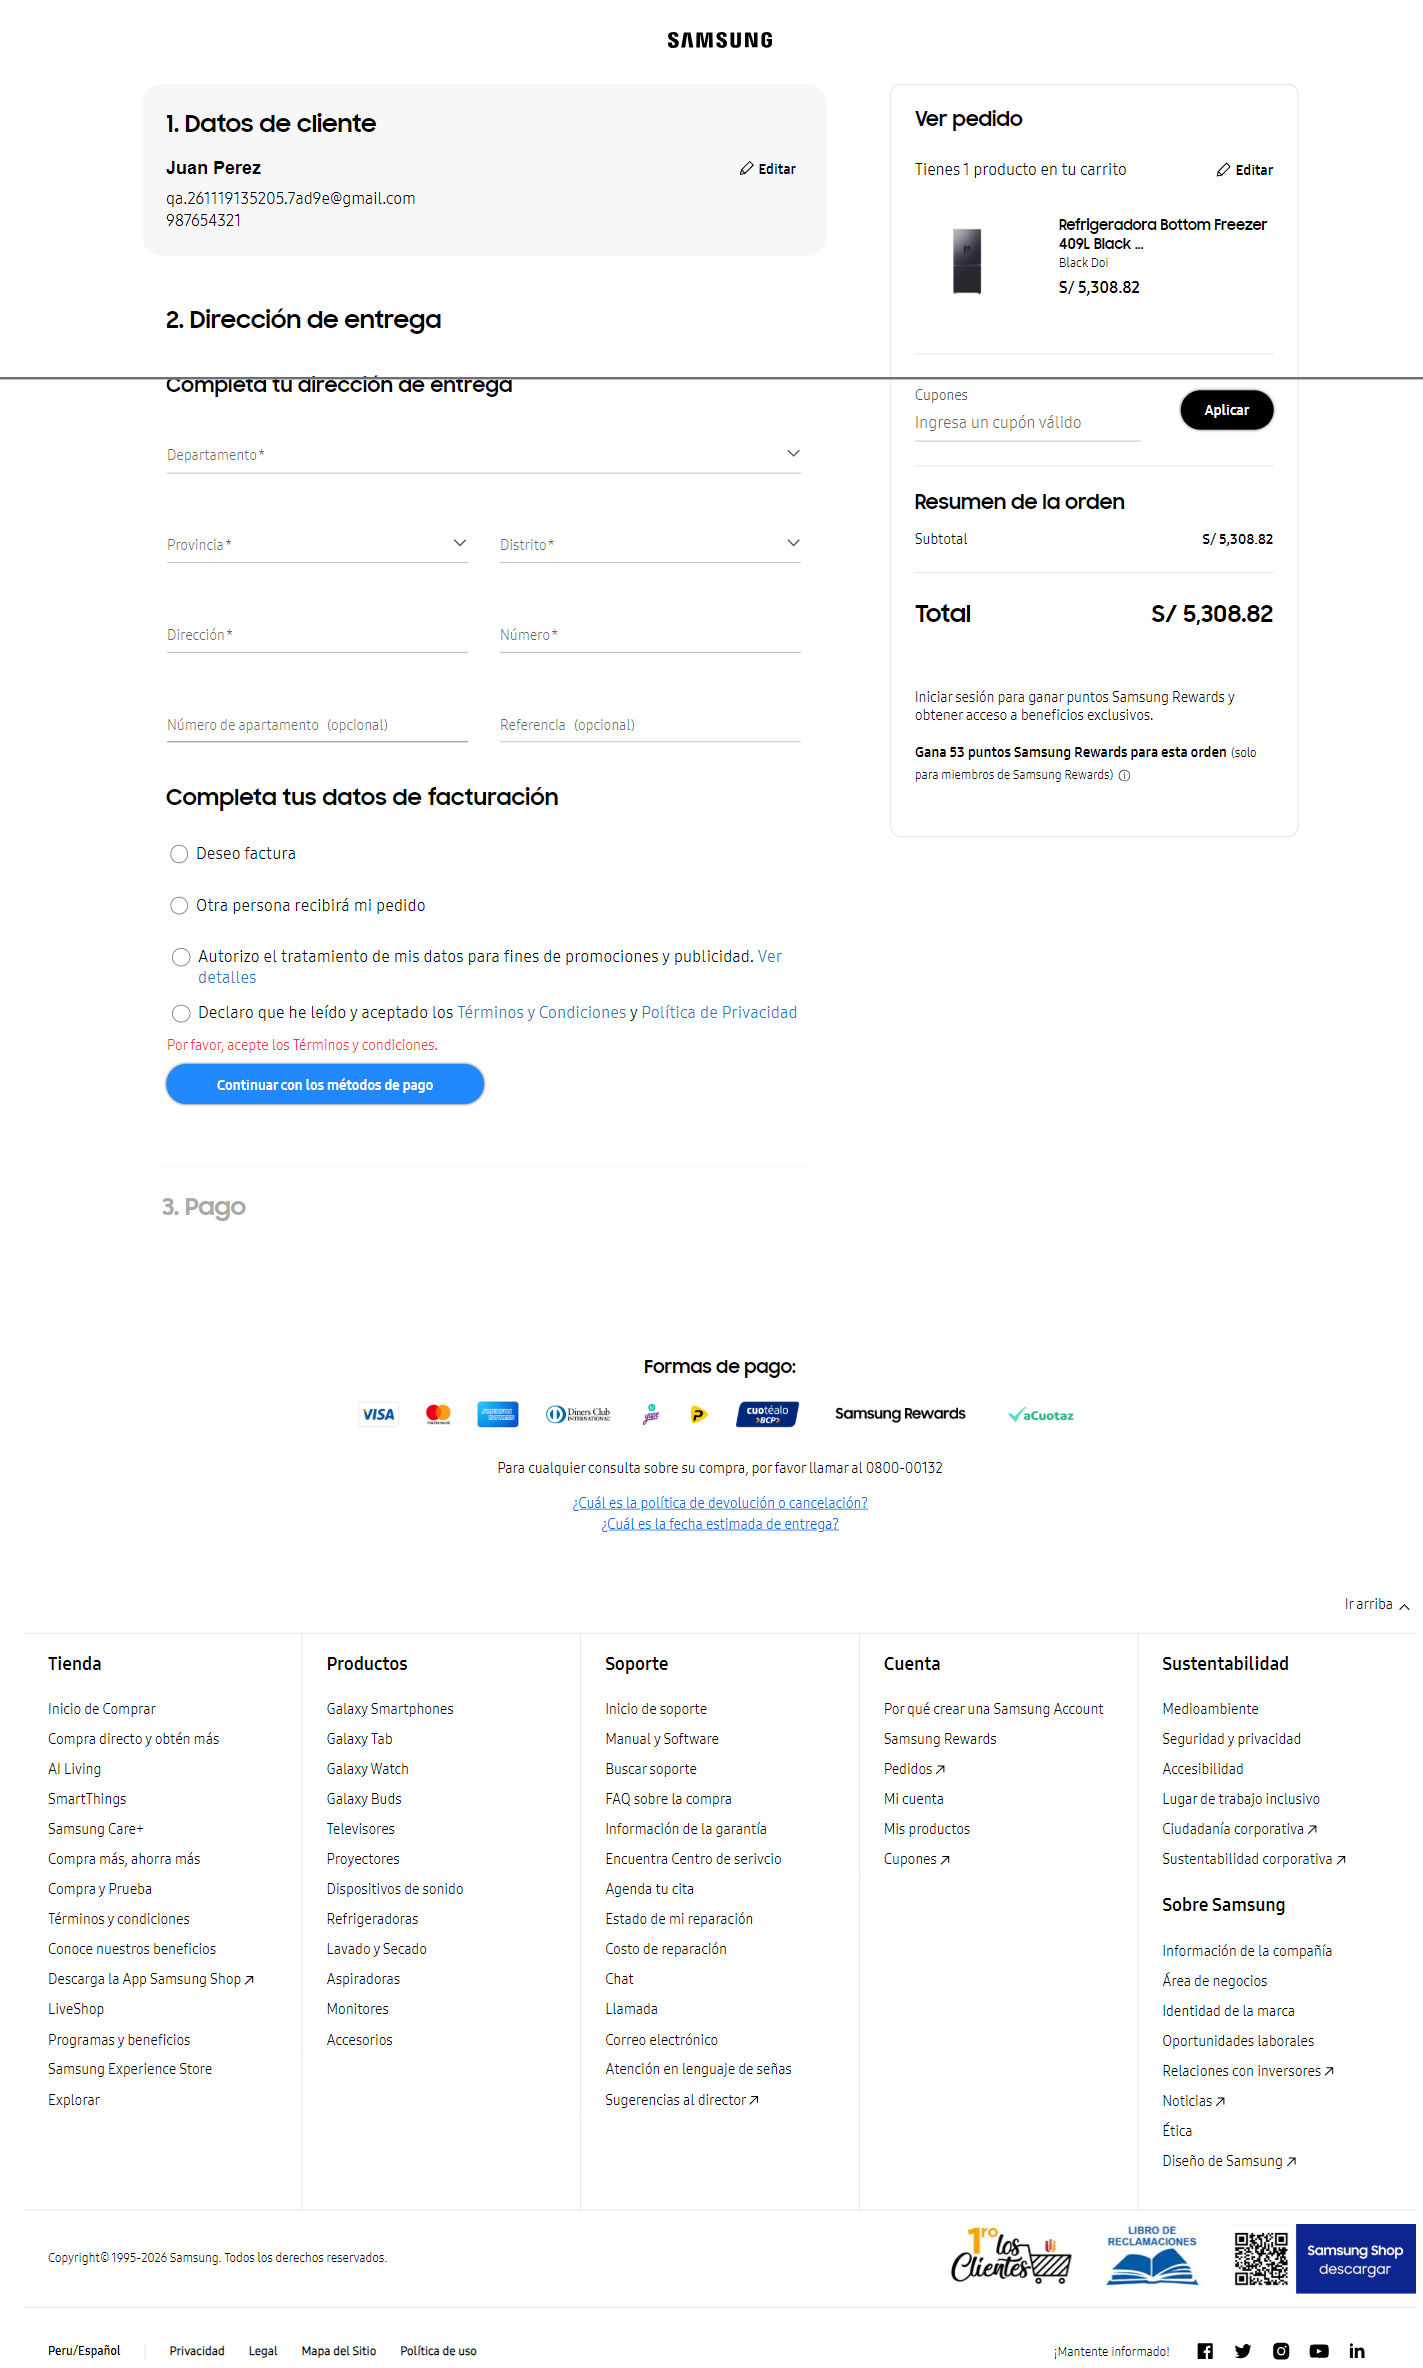 SAMSUNG
1. Datos de cliente
Juan Perez
Editar
qa.261119135205.7ad9e@gmail.com
987654321
2. Dirección de entrega
Completa tu dirección de entrega
Departamento*
Provincia*
Distrito*
Dirección*
Número*
Número de apartamento (opcional)
Referencia (opcional)
Completa tus datos de facturación
Deseo factura
Otra persona recibirá mi pedido
Autorizo el tratamiento de mis datos para fines de promociones y publicidad. Ver
detalles
Declaro que he leído y aceptado los Términos y Condiciones y Política de Privacidad
Por favor, acepte los Términos y condiciones.
Continuar con los métodos de pago
3. Pago
Ver pedido
Tienes 1 producto en tu carrito
Editar
Refrigeradora Bottom Freezer
409L Black ...
Black Doi
S/ 5,308.82
Cupones
Ingresa un cupón válido
Aplicar
Resumen de la orden
Subtotal
S/ 5,308.82
Total
S/ 5,308.82
Iniciar sesión para ganar puntos Samsung Rewards y
obtener acceso a beneficios exclusivos.
Gana 53 puntos Samsung Rewards para esta orden (solo
para miembros de Samsung Rewards)
Formas de pago:
VISA
mastercard
AMERICAN EXPRESS
Diners Club
INTERNATIONAL
yape
cuotéalo
>BCP>
Samsung Rewards
aCuotaz
Para cualquier consulta sobre su compra, por favor llamar al 0800-00132
¿Cuál es la política de devolución o cancelación?
¿Cuál es la fecha estimada de entrega?
Ir arriba
Tienda
Inicio de Comprar
Compra directo y obtén más
AI Living
SmartThings
Samsung Care+
Compra más, ahorra más
Compra y Prueba
Términos y condiciones
Conoce nuestros beneficios
Descarga la App Samsung Shop
LiveShop
Programas y beneficios
Samsung Experience Store
Explorar
Productos
Galaxy Smartphones
Galaxy Tab
Galaxy Watch
Galaxy Buds
Televisores
Proyectores
Dispositivos de sonido
Refrigeradoras
Lavado y Secado
Aspiradoras
Monitores
Accesorios
Soporte
Inicio de soporte
Manual y Software
Buscar soporte
FAQ sobre la compra
Información de la garantía
Encuentra Centro de serivcio
Agenda tu cita
Estado de mi reparación
Costo de reparación
Chat
Llamada
Correo electrónico
Atención en lenguaje de señas
Sugerencias al director
Cuenta
Por qué crear una Samsung Account
Samsung Rewards
Pedidos
Mi cuenta
Mis productos
Cupones
Sustentabilidad
Medioambiente
Seguridad y privacidad
Accesibilidad
Lugar de trabajo inclusivo
Ciudadanía corporativa
Sustentabilidad corporativa
Sobre Samsung
Información de la compañía
Área de negocios
Identidad de la marca
Oportunidades laborales
Relaciones con inversores
Noticias
Ética
Diseño de Samsung
Copyright© 1995-2026 Samsung. Todos los derechos reservados.
1ro
los
Clientes
LIBRO DE
RECLAMACIONES
Samsung Shop
descargar
Peru/Español
Privacidad
Legal
Mapa del Sitio
Política de uso
¡Mantente informado!